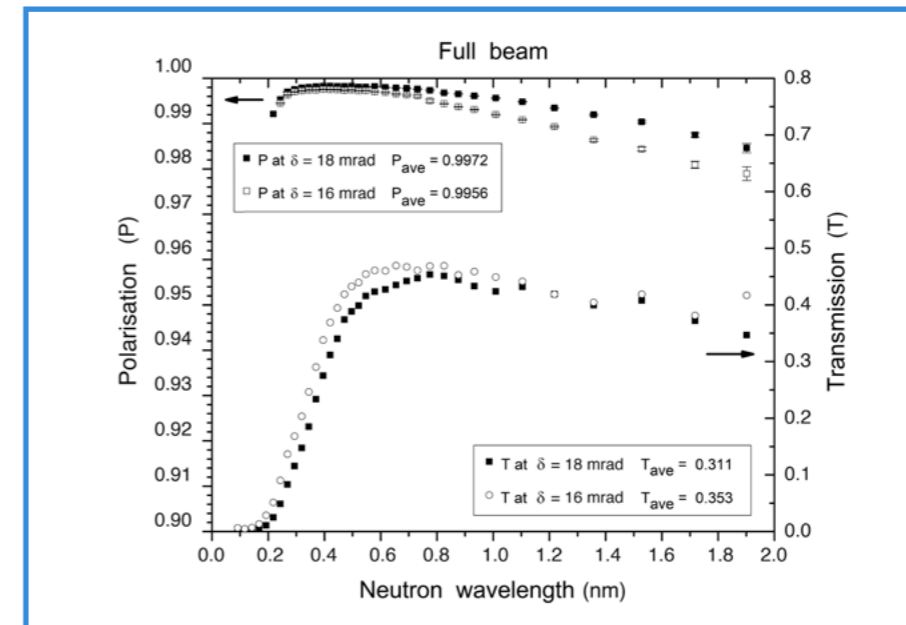 Full beam
1.00
0.99
0.98
0.97
0.96
0.95
0.94
0.93
0.92
0.91
0.90
Polarisation (P)
P at δ = 18 mrad P_ave = 0.9972
P at δ = 16 mrad P_ave = 0.9956
T at δ = 18 mrad T_ave = 0.311
T at δ = 16 mrad T_ave = 0.353
0.8
0.7
0.6
0.5
0.4
0.3
0.2
0.1
0.0
Transmission (T)
0.0 0.2 0.4 0.6 0.8 1.0 1.2 1.4 1.6 1.8 2.0
Neutron wavelength (nm)